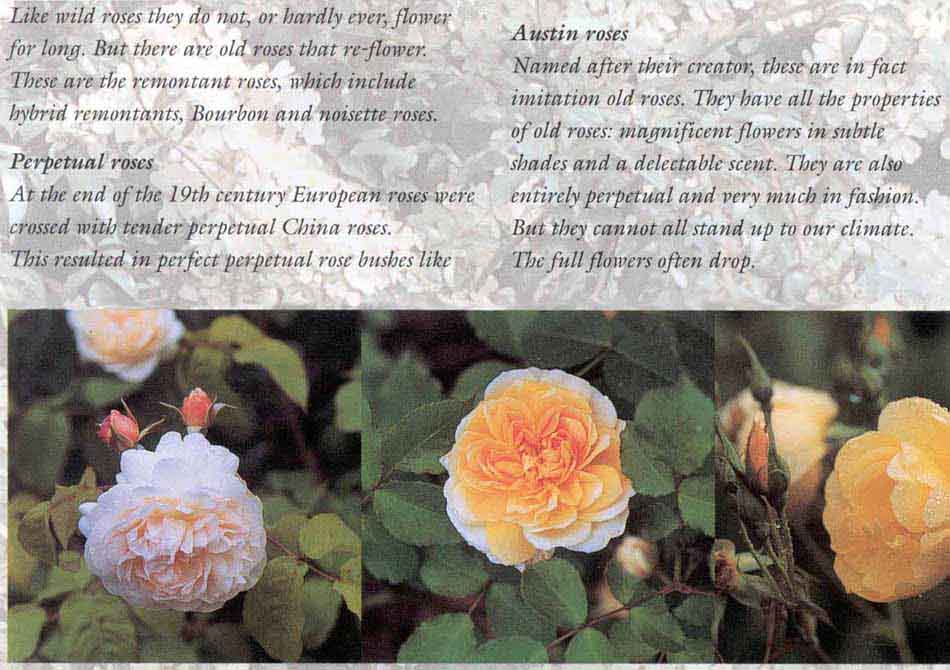 Like wild roses they do not, or hardly ever, flower
for long. But there are old roses that re-flower.
These are the remontant roses, which include
hybrid remontants, Bourbon and noisette roses.
Perpetual roses
At the end of the 19th century European roses were
crossed with tender perpetual China roses.
This resulted in perfect perpetual rose bushes like
Austin roses
Named after their creator, these are in fact
imitation old roses. They have all the properties
of old roses: magnificent flowers in subtle
shades and a delectable scent. They are also
entirely perpetual and very much in fashion.
But they cannot all stand up to our climate.
The full flowers often drop.